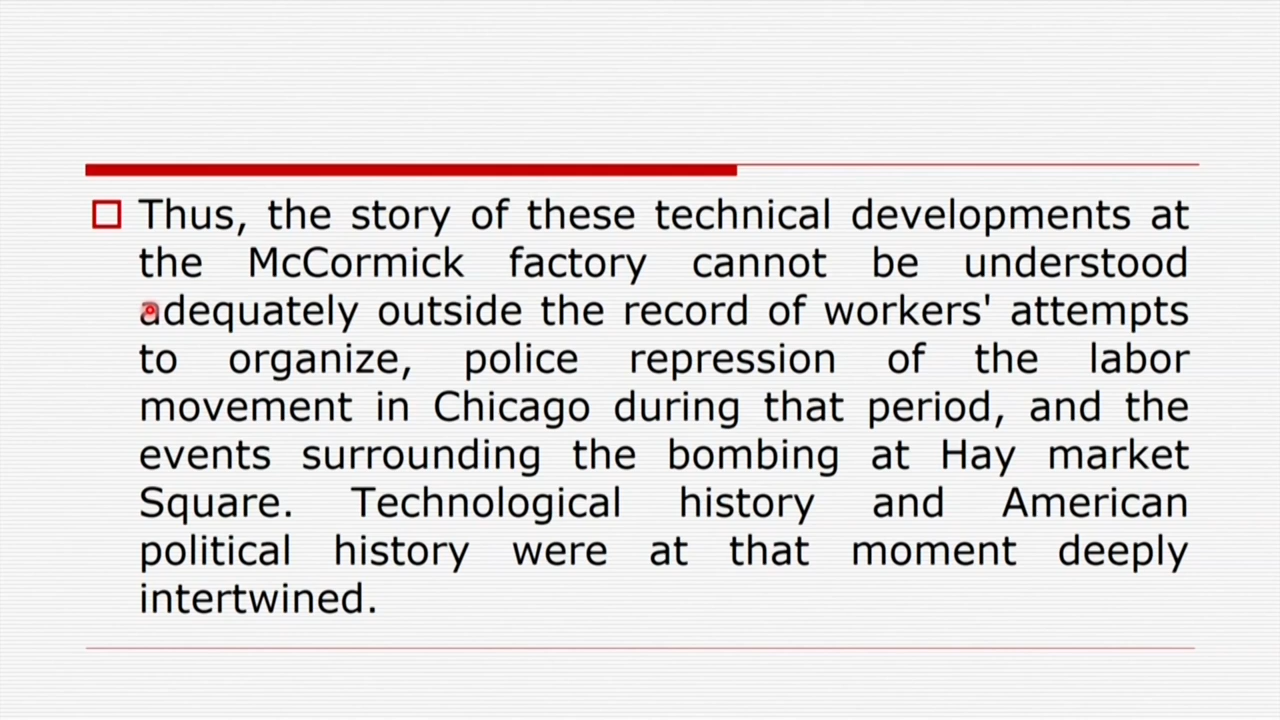 Thus, the story of these technical developments at
the McCormick factory cannot be understood
adequately outside the record of workers' attempts
to organize, police repression of the labor
movement in Chicago during that period, and the
events surrounding the bombing at Hay market
Square. Technological history and American
political history were at that moment deeply
intertwined.